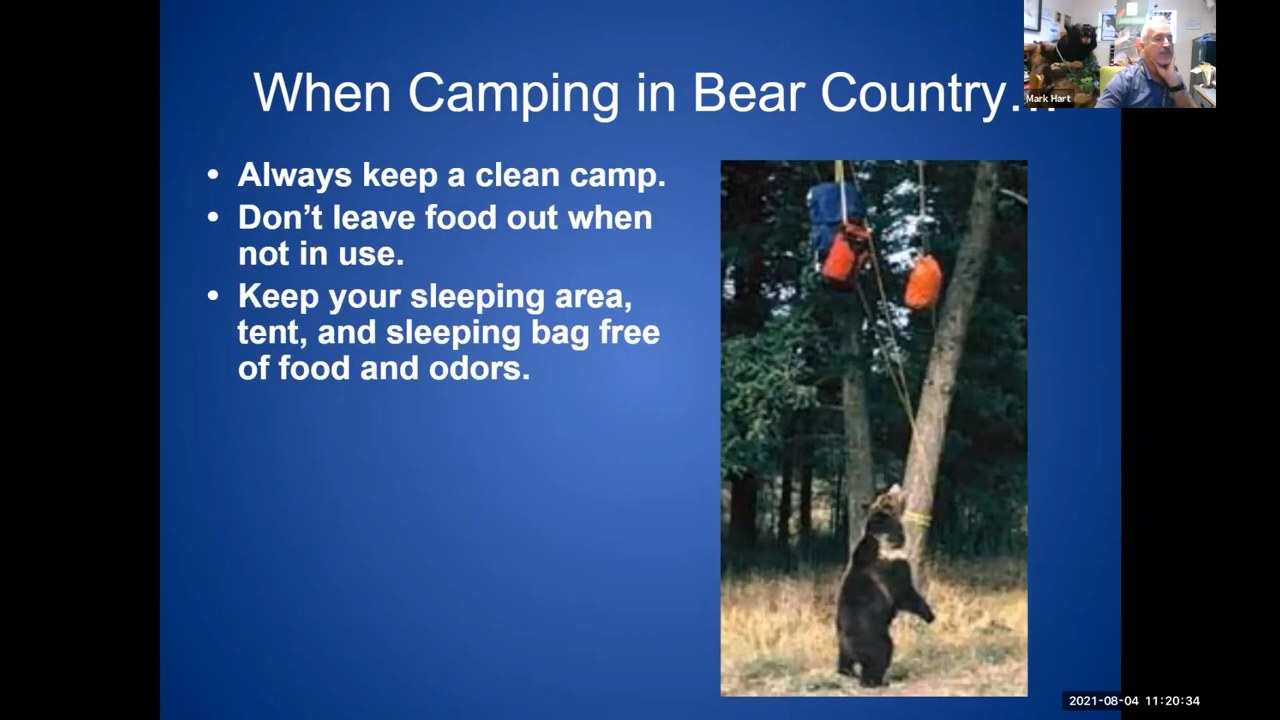 When Camping in Bear Country...
Mark Hart
• Always keep a clean camp.
• Don’t leave food out when
not in use.
• Keep your sleeping area,
tent, and sleeping bag free
of food and odors.
2021-08-04 11:20:34